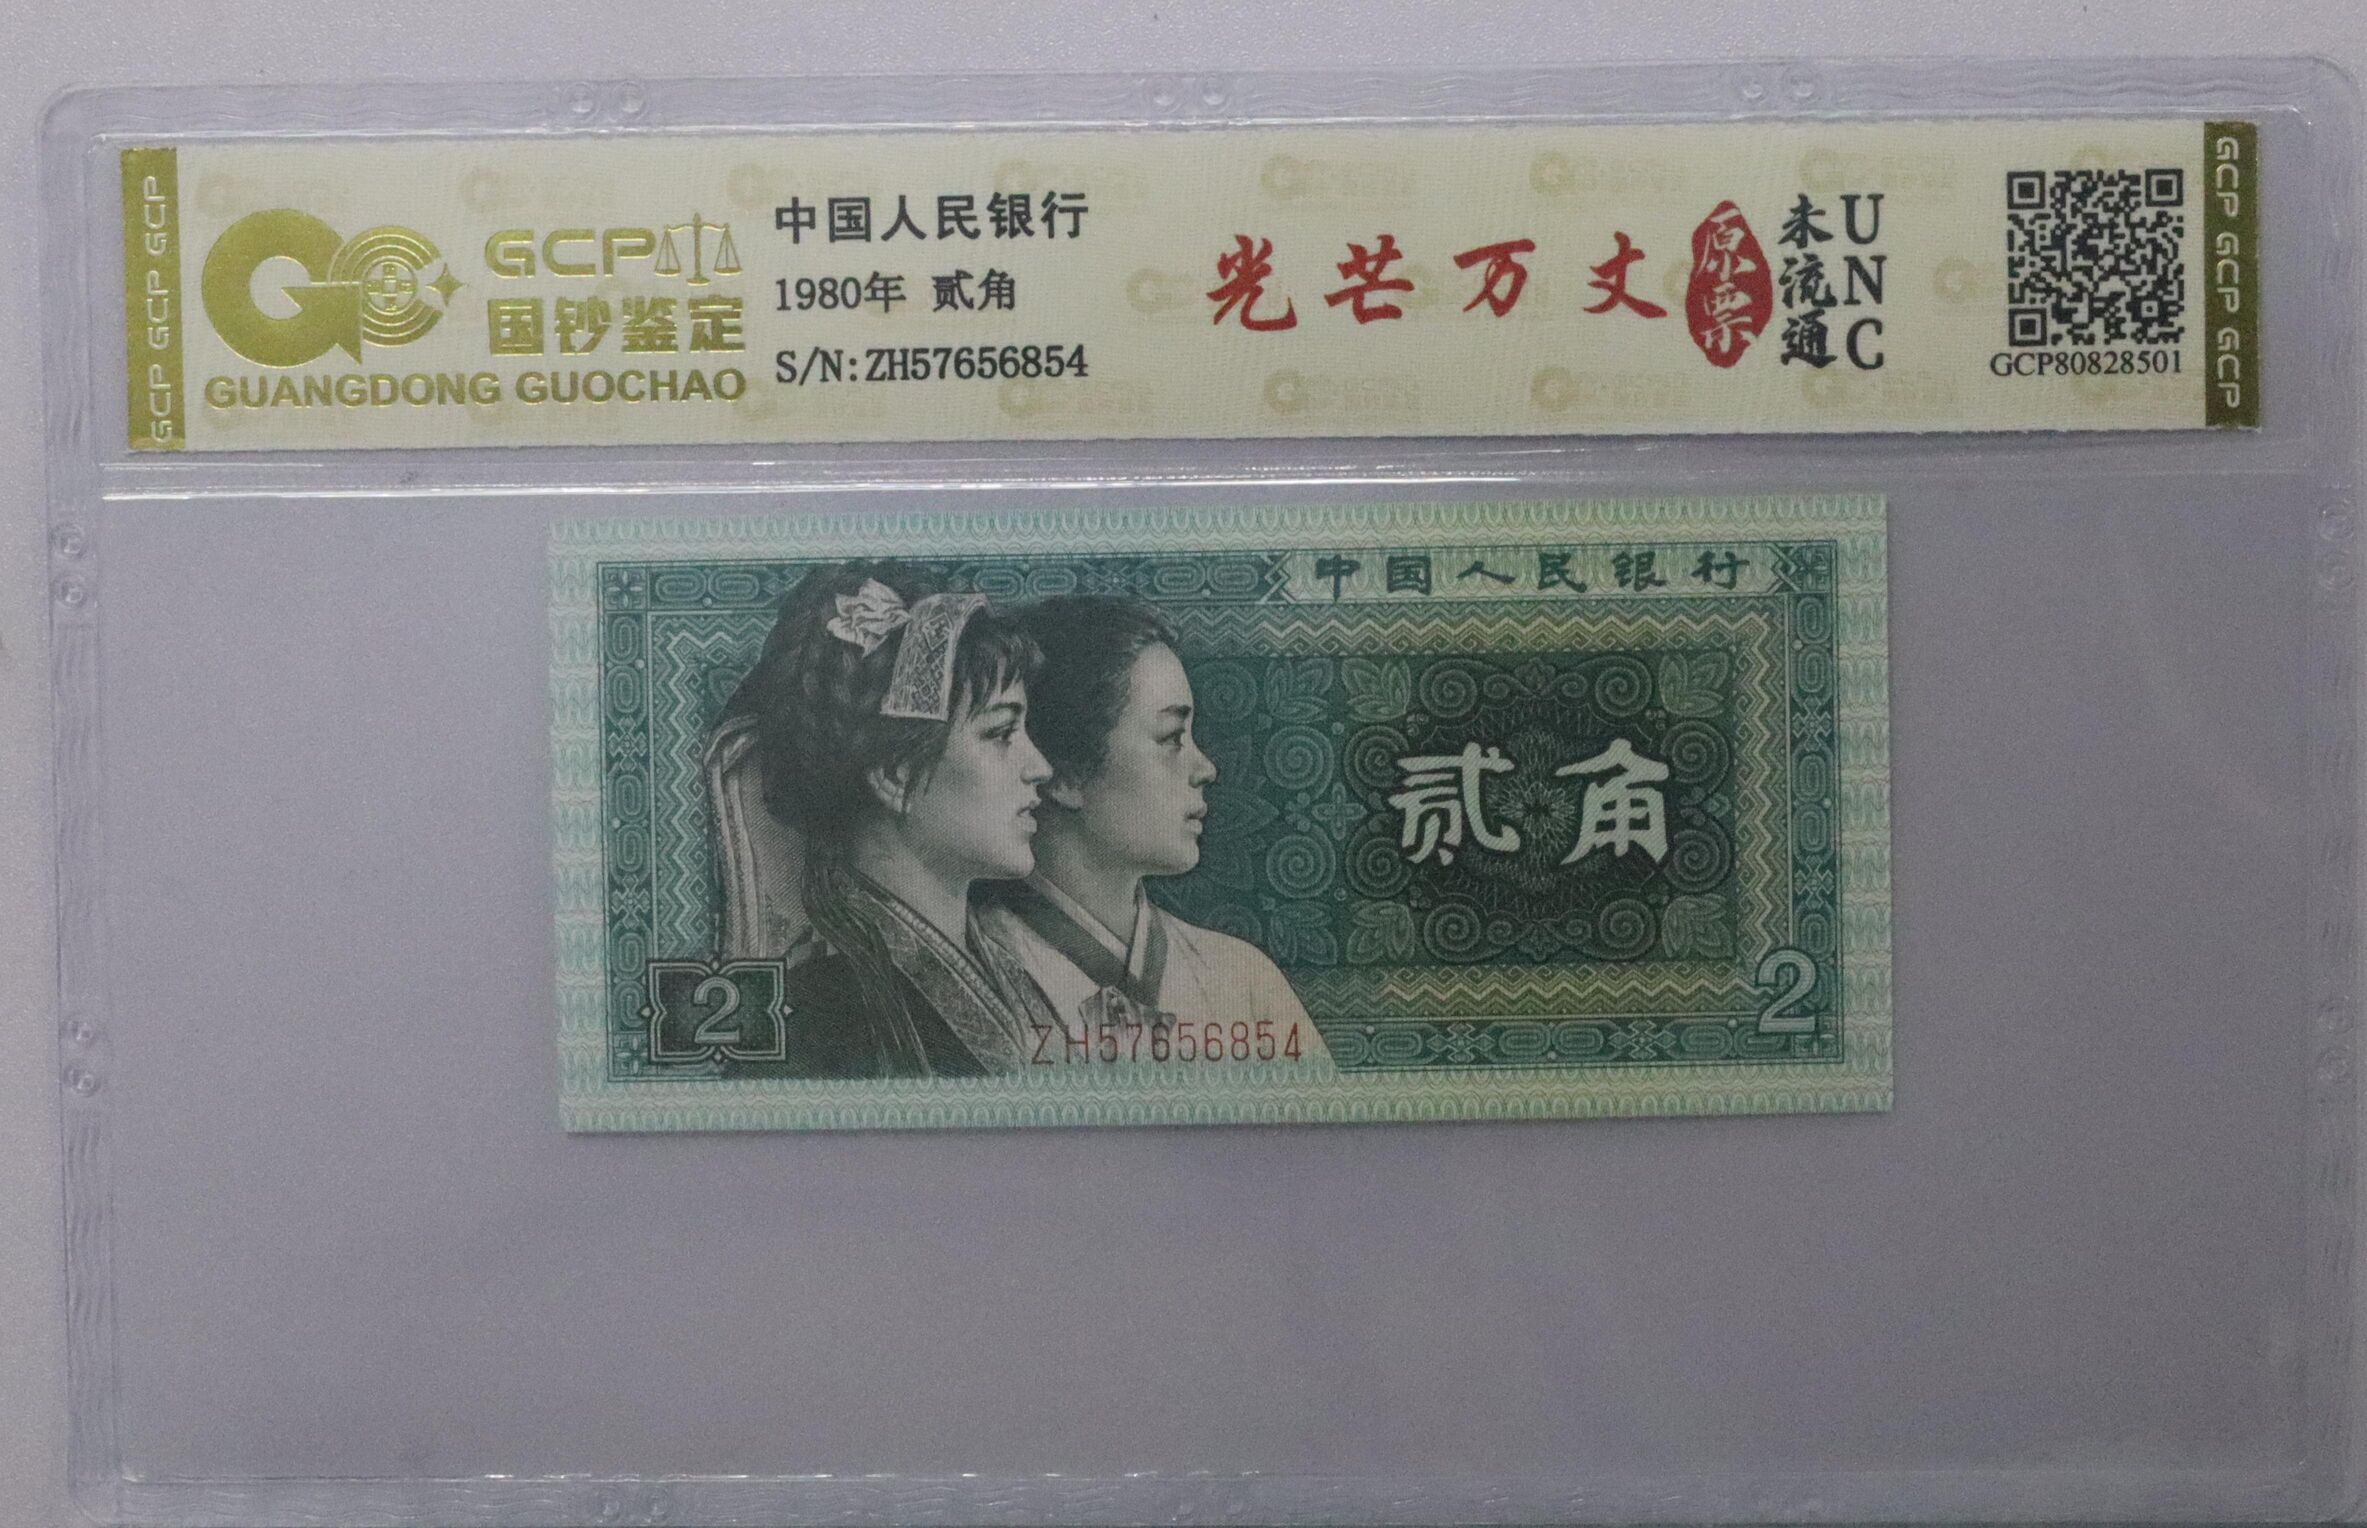 GCP GCP GCP
GCP
国钞鉴定
GUANGDONG GUOCHAO
中国人民银行
1980年 贰角
S/N:ZH57656854
光芒万丈
原票
未流通
UNC
GCP80828501
GCP GCP GCP
中国人民银行
贰角
2
2
ZH57656854